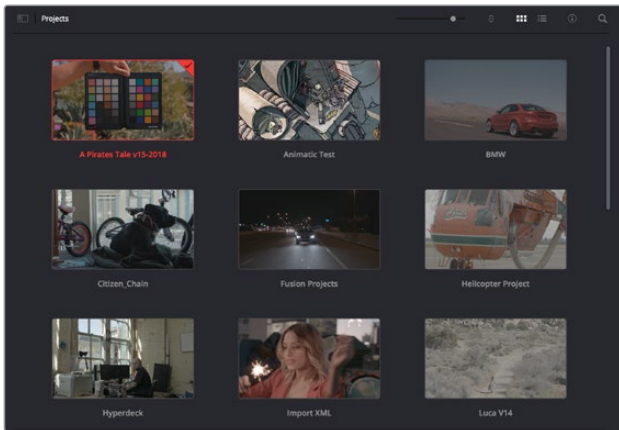 Projects
A Pirates Tale v15-2018
Animatic Test
BMW
Citizen_Chain
Fusion Projects
Helicopter Project
Hyperdeck
Import XML
Luca V14